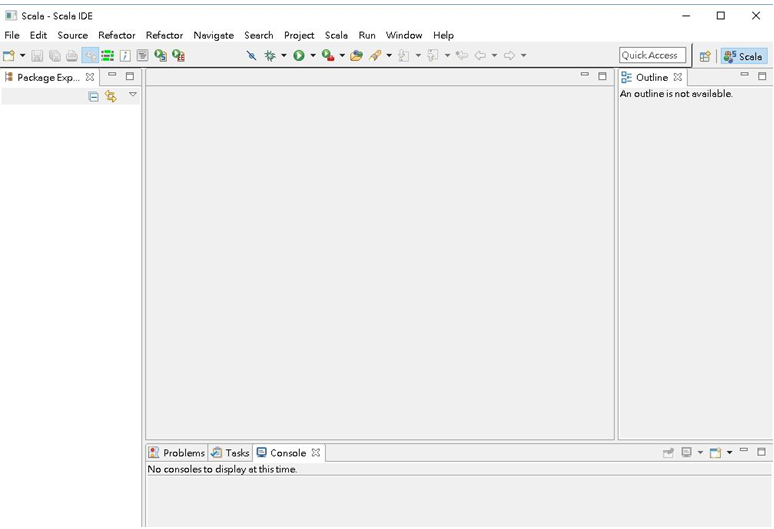 Scala - Scala IDE
File Edit Source Refactor Refactor Navigate Search Project Scala Run Window Help
Quick Access Scala
Package Exp... Outline
An outline is not available.
Problems Tasks Console
No consoles to display at this time.